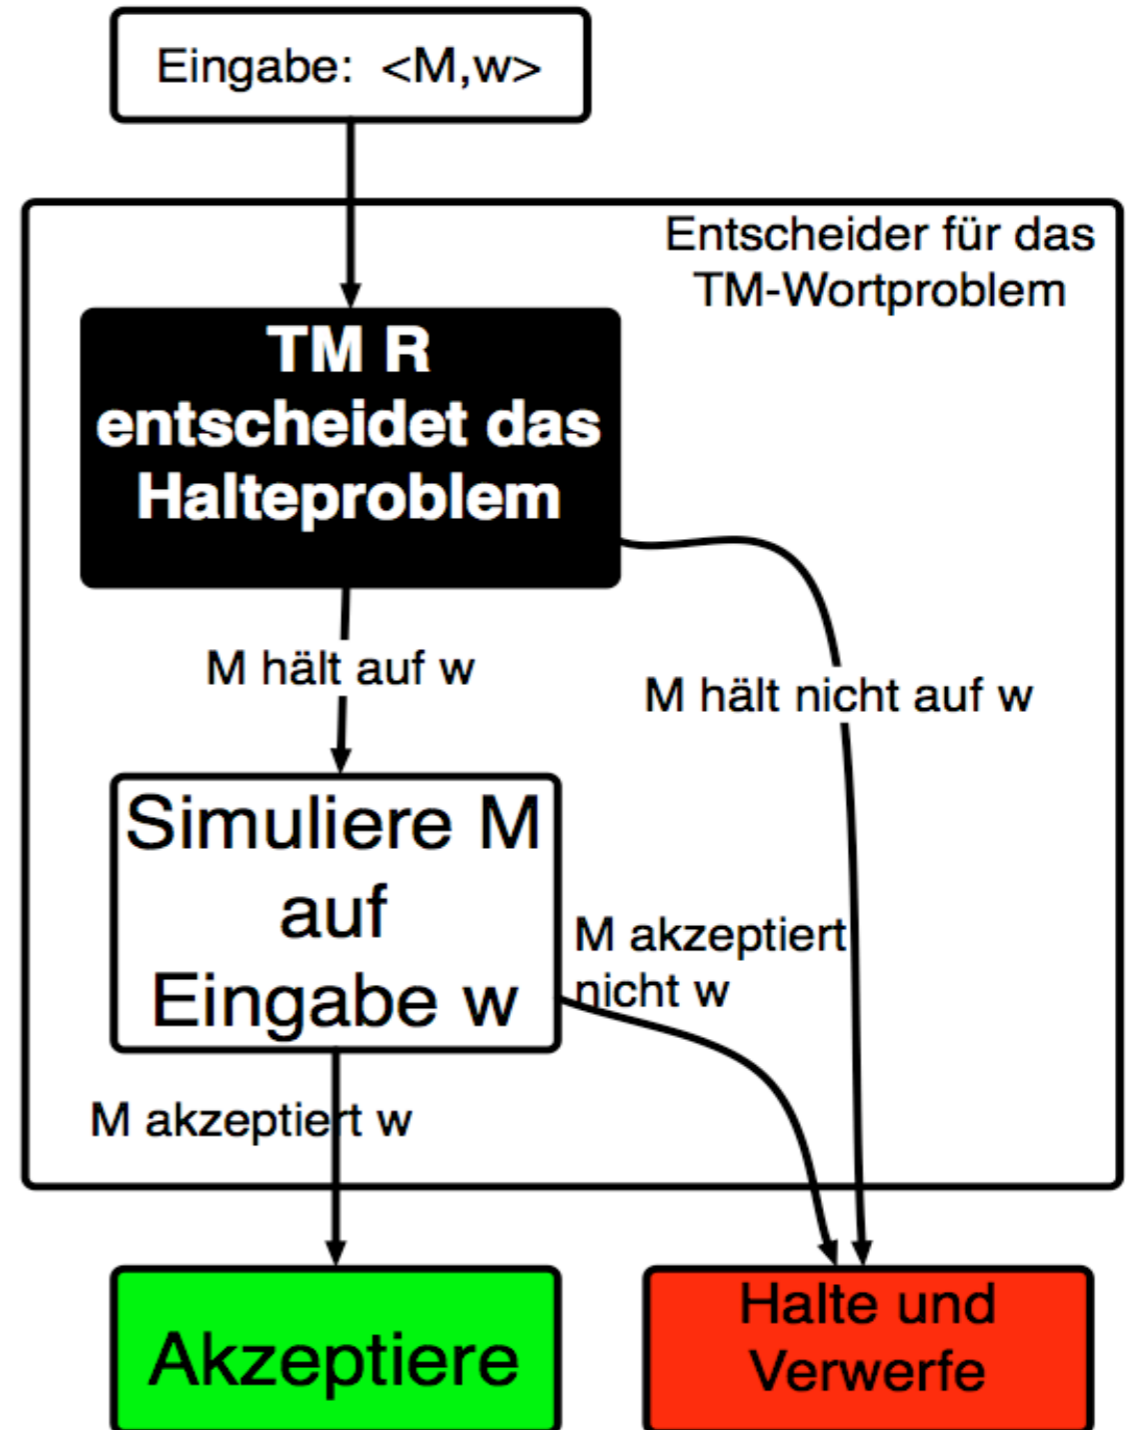 Eingabe: <M,w>
Entscheider für das
TM-Wortproblem
TM R
entscheidet das
Halteproblem
M hält auf w
M hält nicht auf w
Simuliere M
auf
Eingabe w
M akzeptiert
nicht w
M akzeptiert w
Akzeptiere
Halte und
Verwerfe